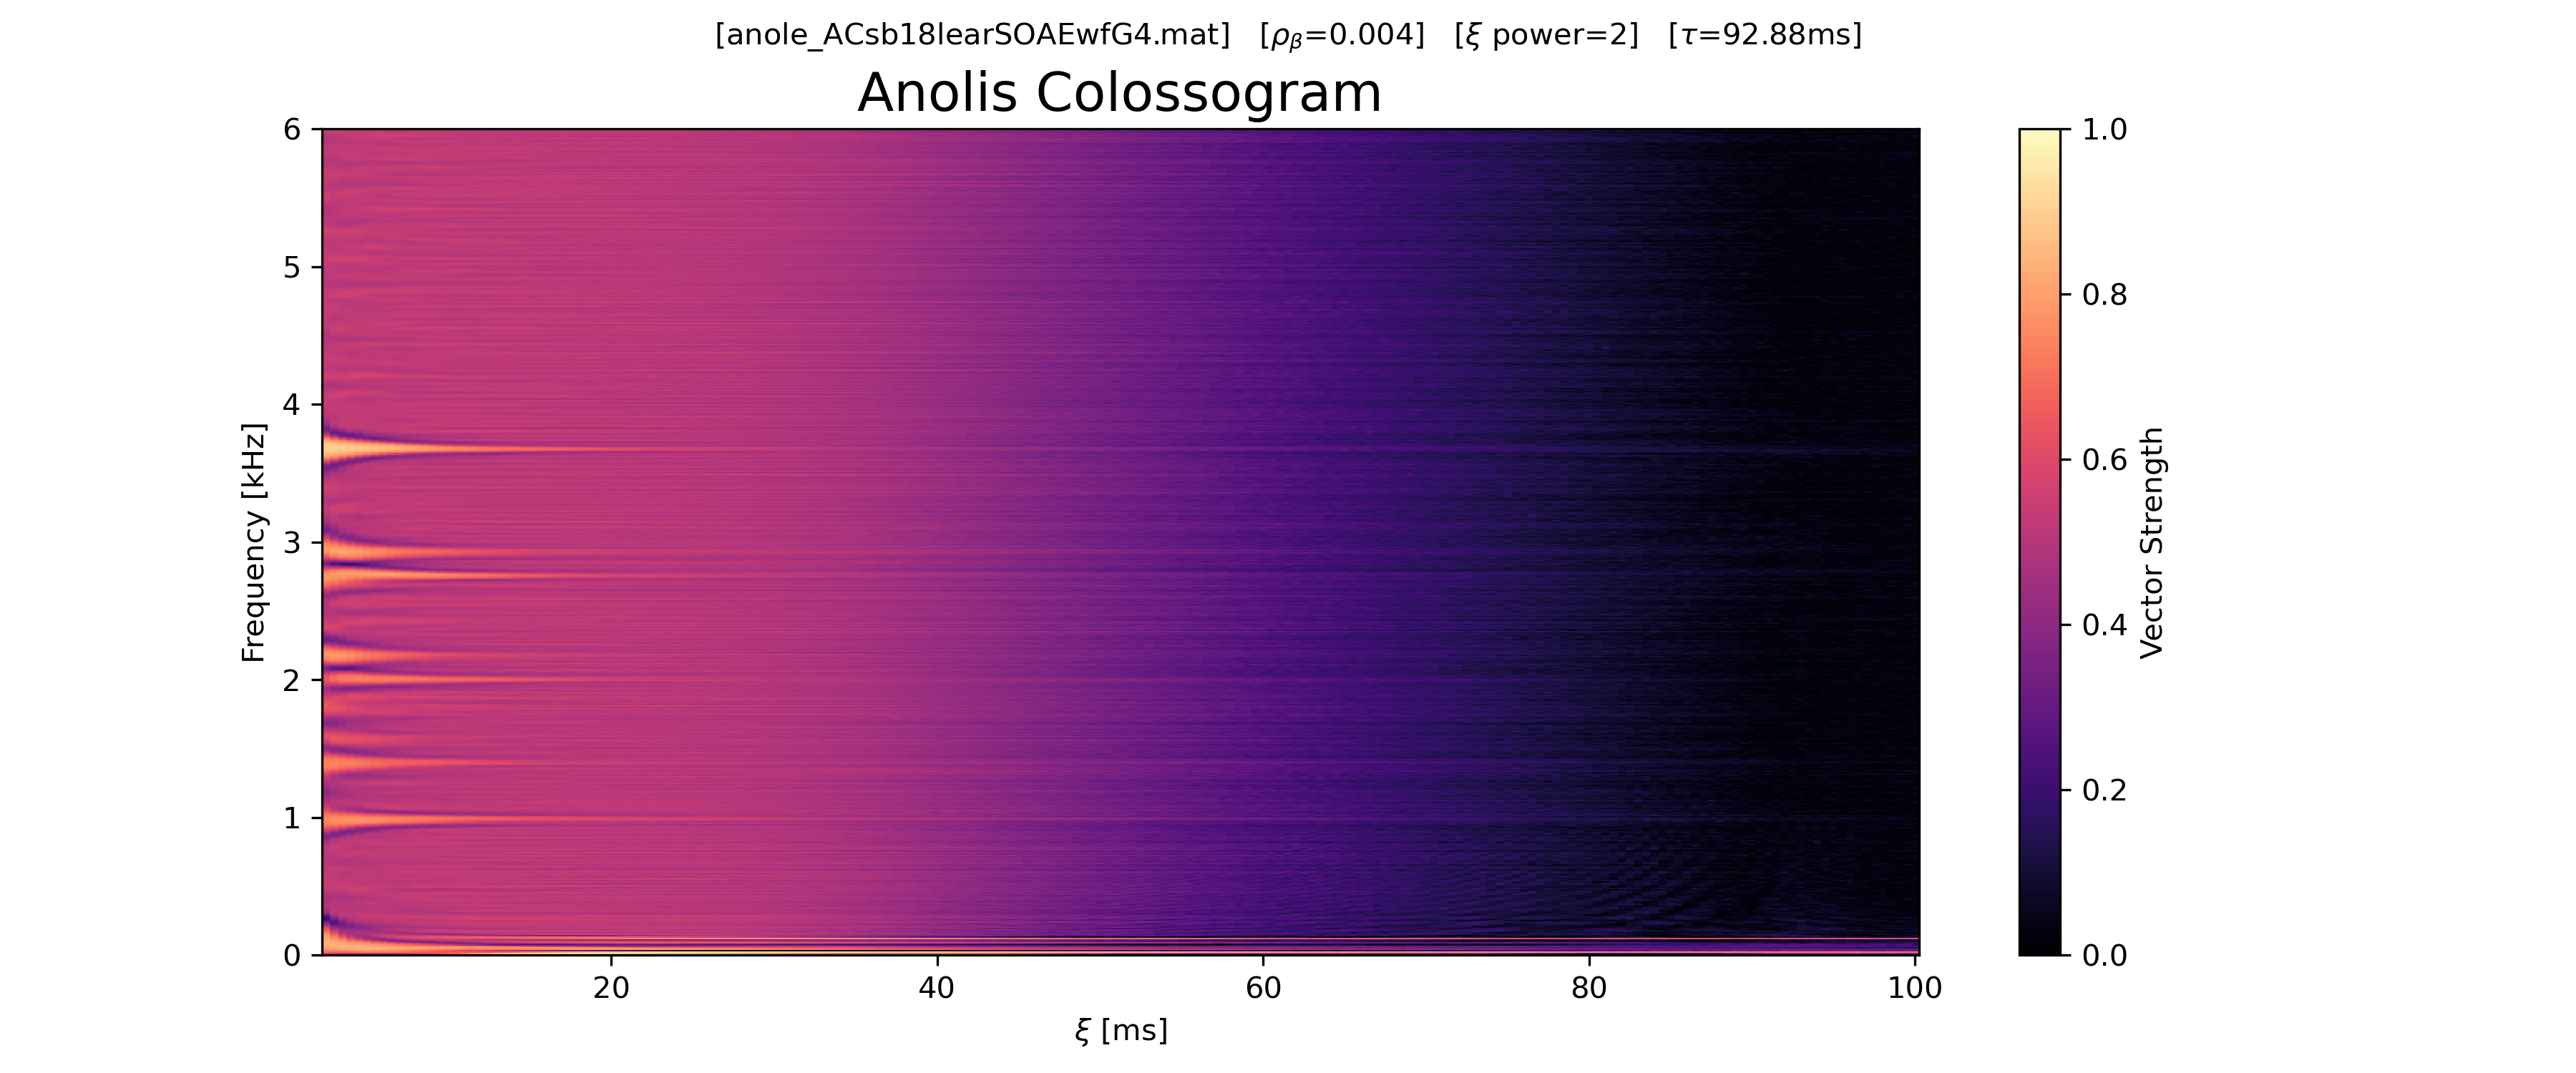 [anole_ACsb18learSOAEwfG4.mat] [ρβ=0.004] [ξ power=2] [τ=92.88ms]
Anolis Colossogram
Frequency [kHz]
6
5
4
3
2
1
0
20 40 60 80 100
ξ [ms]
1.0
0.8
0.6
0.4
0.2
0.0
Vector Strength